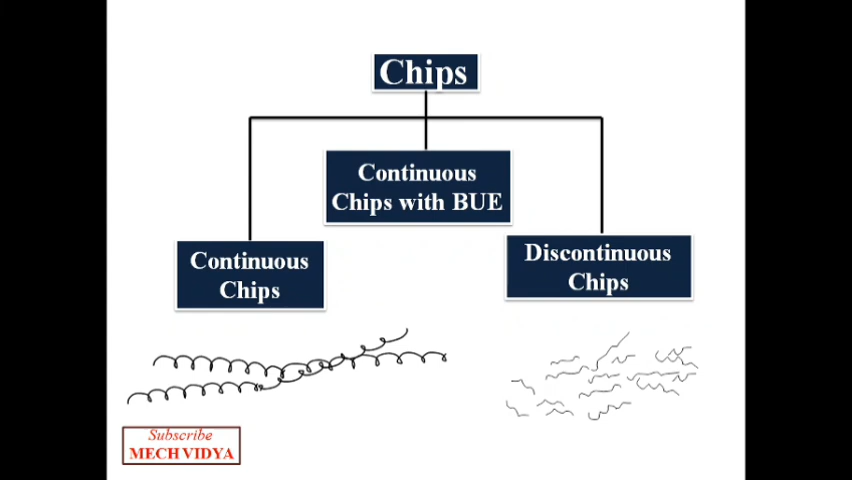 Chips
Continuous
Chips with BUE
Continuous
Chips
Discontinuous
Chips
Subscribe
MECH VIDYA